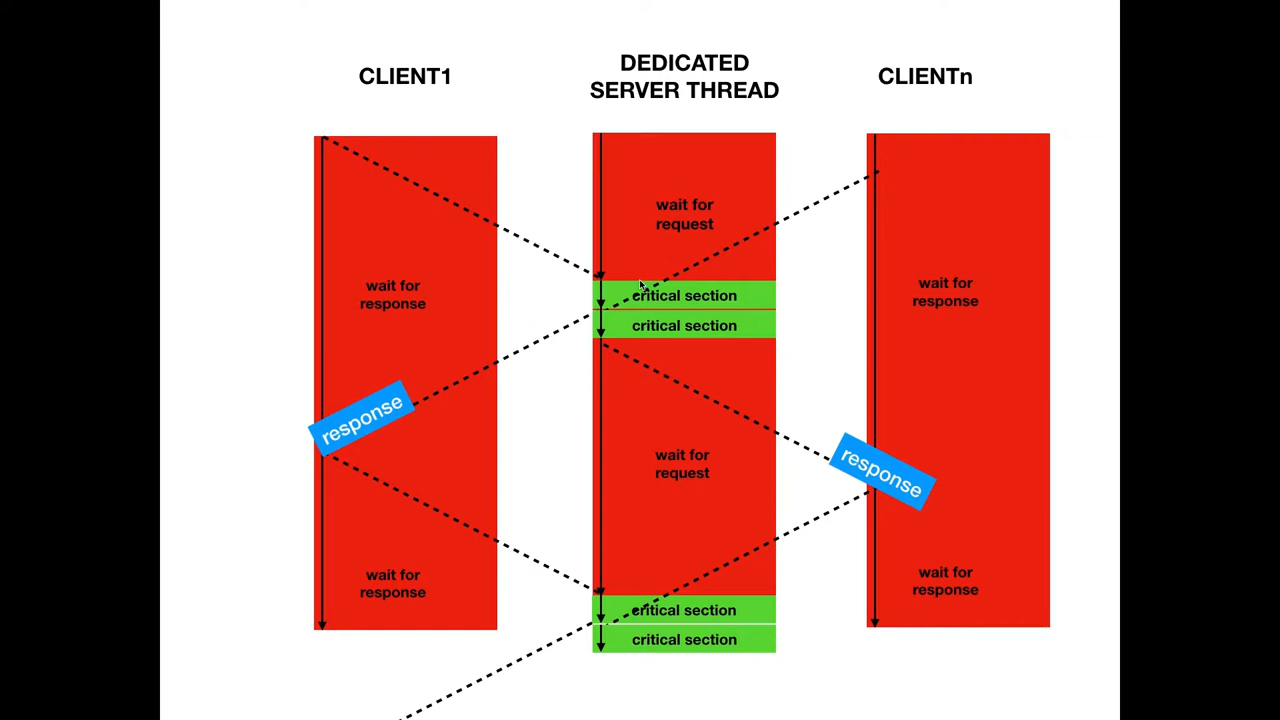 CLIENT1
DEDICATED
SERVER THREAD
CLIENTn
wait for
request
wait for
response
critical section
wait for
response
critical section
response
wait for
request
response
wait for
response
critical section
wait for
response
critical section